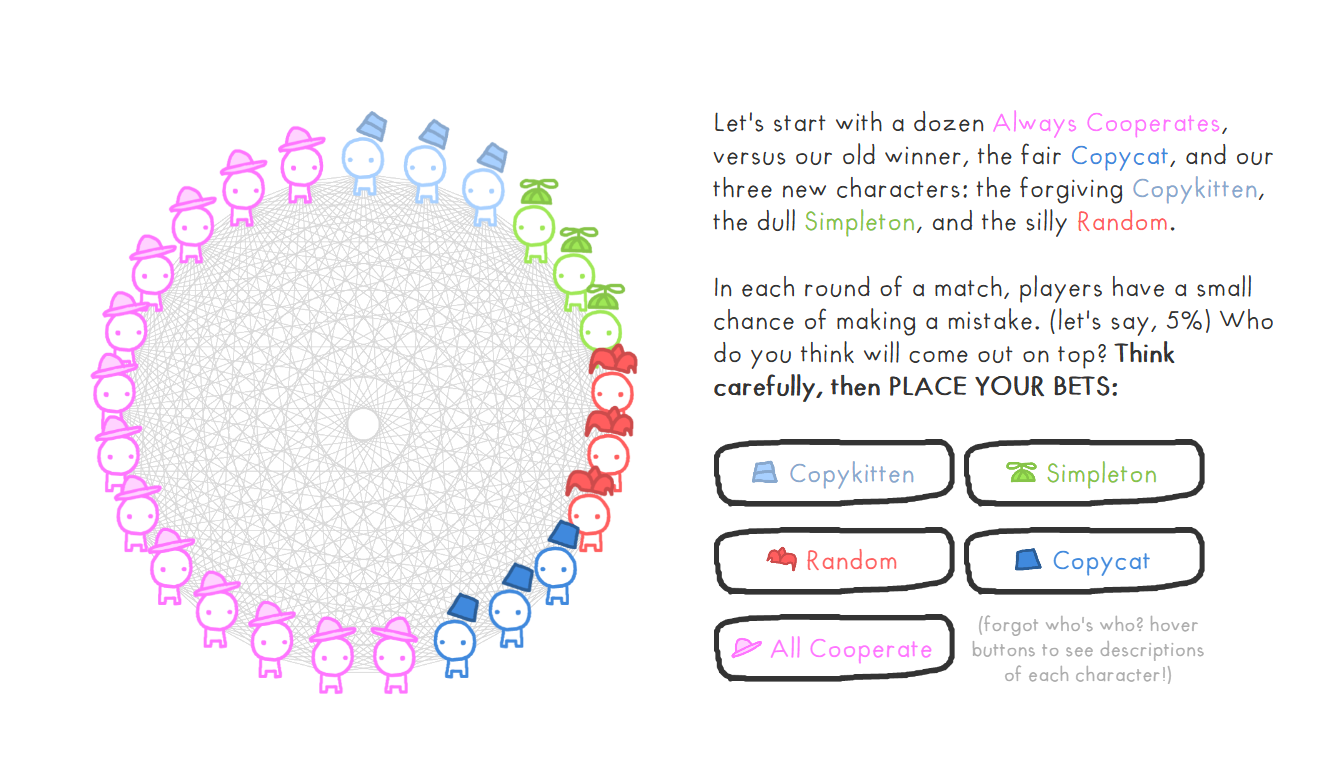 Let's start with a dozen Always Cooperates,
versus our old winner, the fair Copycat, and our
three new characters: the forgiving Copykitten,
the dull Simpleton, and the silly Random.
In each round of a match, players have a small
chance of making a mistake. (let's say, 5%) Who
do you think will come out on top? Think
carefully, then PLACE YOUR BETS:
Copykitten
Simpleton
Random
Copycat
All Cooperate
(forgot who's who? hover
buttons to see descriptions
of each character!)